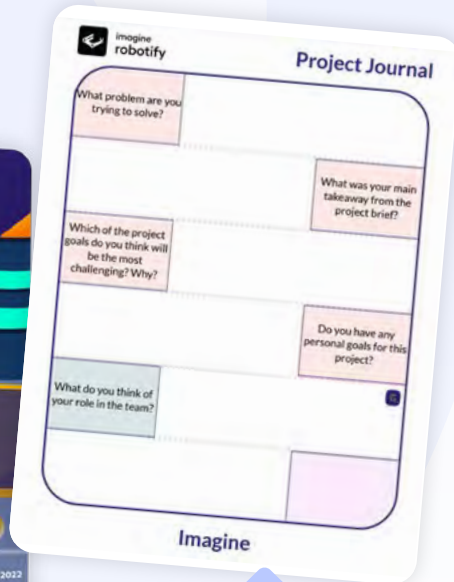 imagine
robotify
Project Journal
What problem are you
trying to solve?
What was your main
takeaway from the
project brief?
Which of the project
goals do you think will
be the most
challenging? Why?
Do you have any
personal goals for this
project?
What do you think of
your role in the team?
Imagine
2022